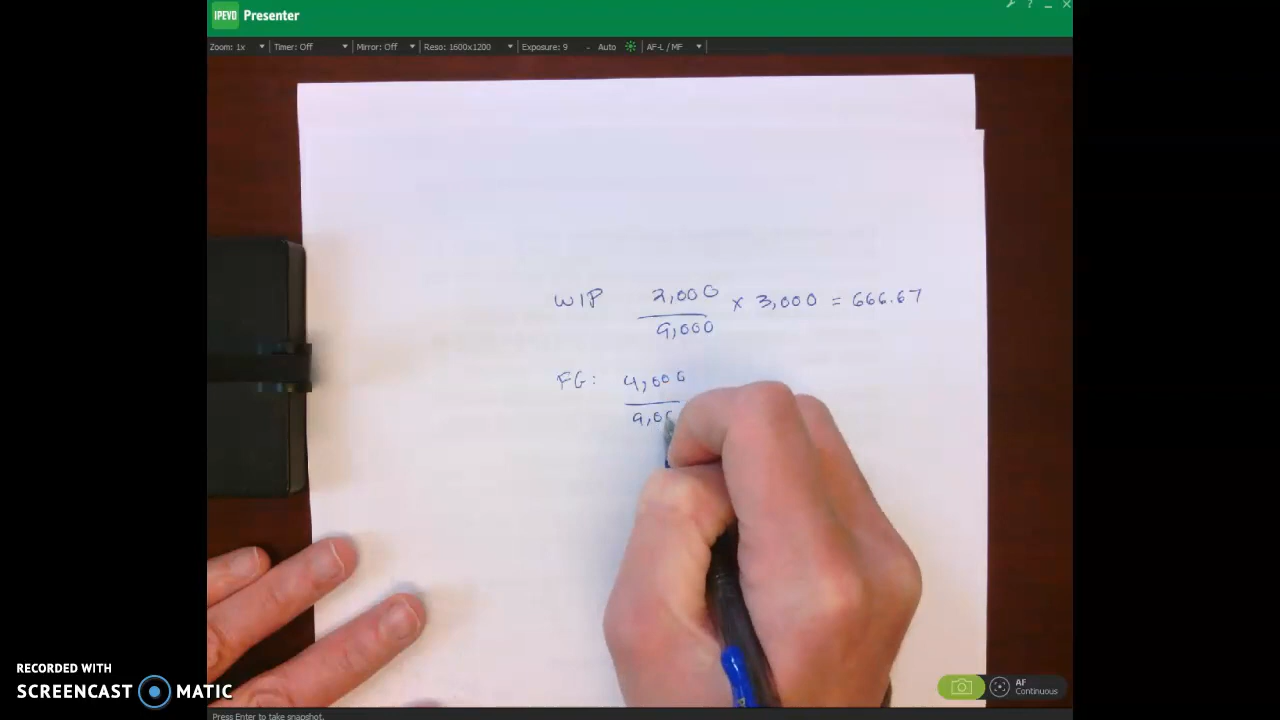 IPEVO Presenter
Zoom: 1x Timer: Off Mirror: Off Reso: 1600x1200 Exposure: 9 - Auto AF-L / MF
WIP 2,000 × 3,000 = 666.67
9,000
FG: 4,000
9,00
RECORDED WITH
SCREENCAST MATIC
AF
Continuous
Press Enter to take snapshot.